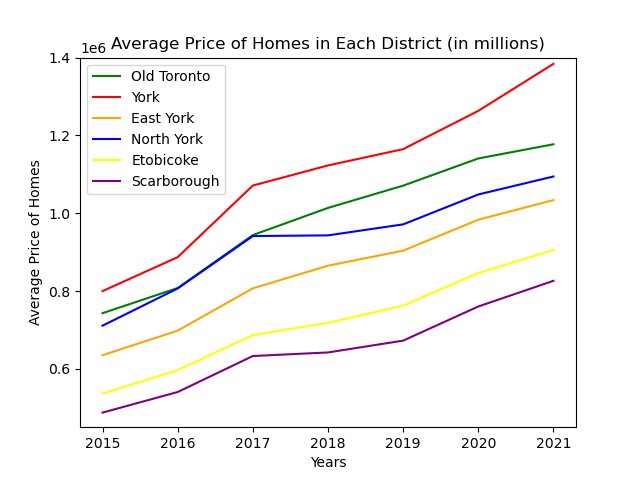 1e6
Average Price of Homes in Each District (in millions)
1.4
1.2
1.0
0.8
0.6
Average Price of Homes
Old Toronto
York
East York
North York
Etobicoke
Scarborough
2015 2016 2017 2018 2019 2020 2021
Years